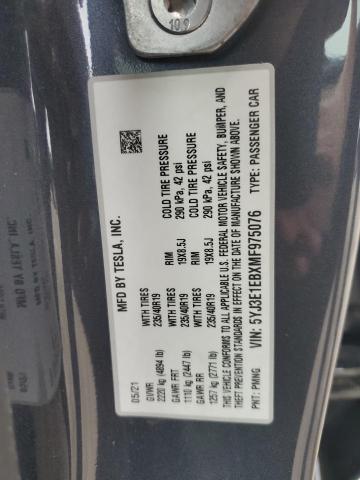 109
MFD BY TESLA, INC.
05/21
GVWR
2220 kg (4894 lb)
GAWR FRT
1110 kg (2447 lb)
GAWR RR
1257 kg (2771 lb)
WITH TIRES
235/40R19
WITH TIRES
235/40R19
RIM
19X8.5J
RIM
19X8.5J
COLD TIRE PRESSURE
290 kPa, 42 psi
COLD TIRE PRESSURE
290 kPa, 42 psi
THIS VEHICLE CONFORMS TO ALL APPLICABLE U.S. FEDERAL MOTOR VEHICLE SAFETY, BUMPER, AND
THEFT PREVENTION STANDARDS IN EFFECT ON THE DATE OF MANUFACTURE SHOWN ABOVE.
PNT: PMNG
VIN: 5YJ3E1EBXMF975076
TYPE: PASSENGER CAR